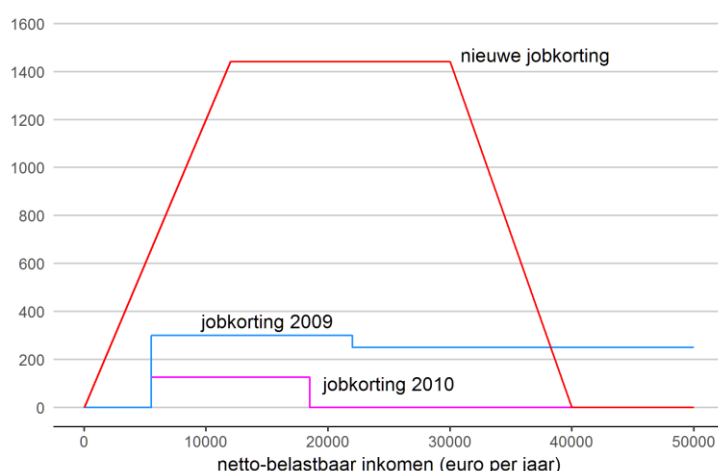 1600
1400
nieuwe jobkorting
1200
1000
800
600
400
jobkorting 2009
200
jobkorting 2010
0
0 10000 20000 30000 40000 50000
netto-belastbaar inkomen (euro per jaar)